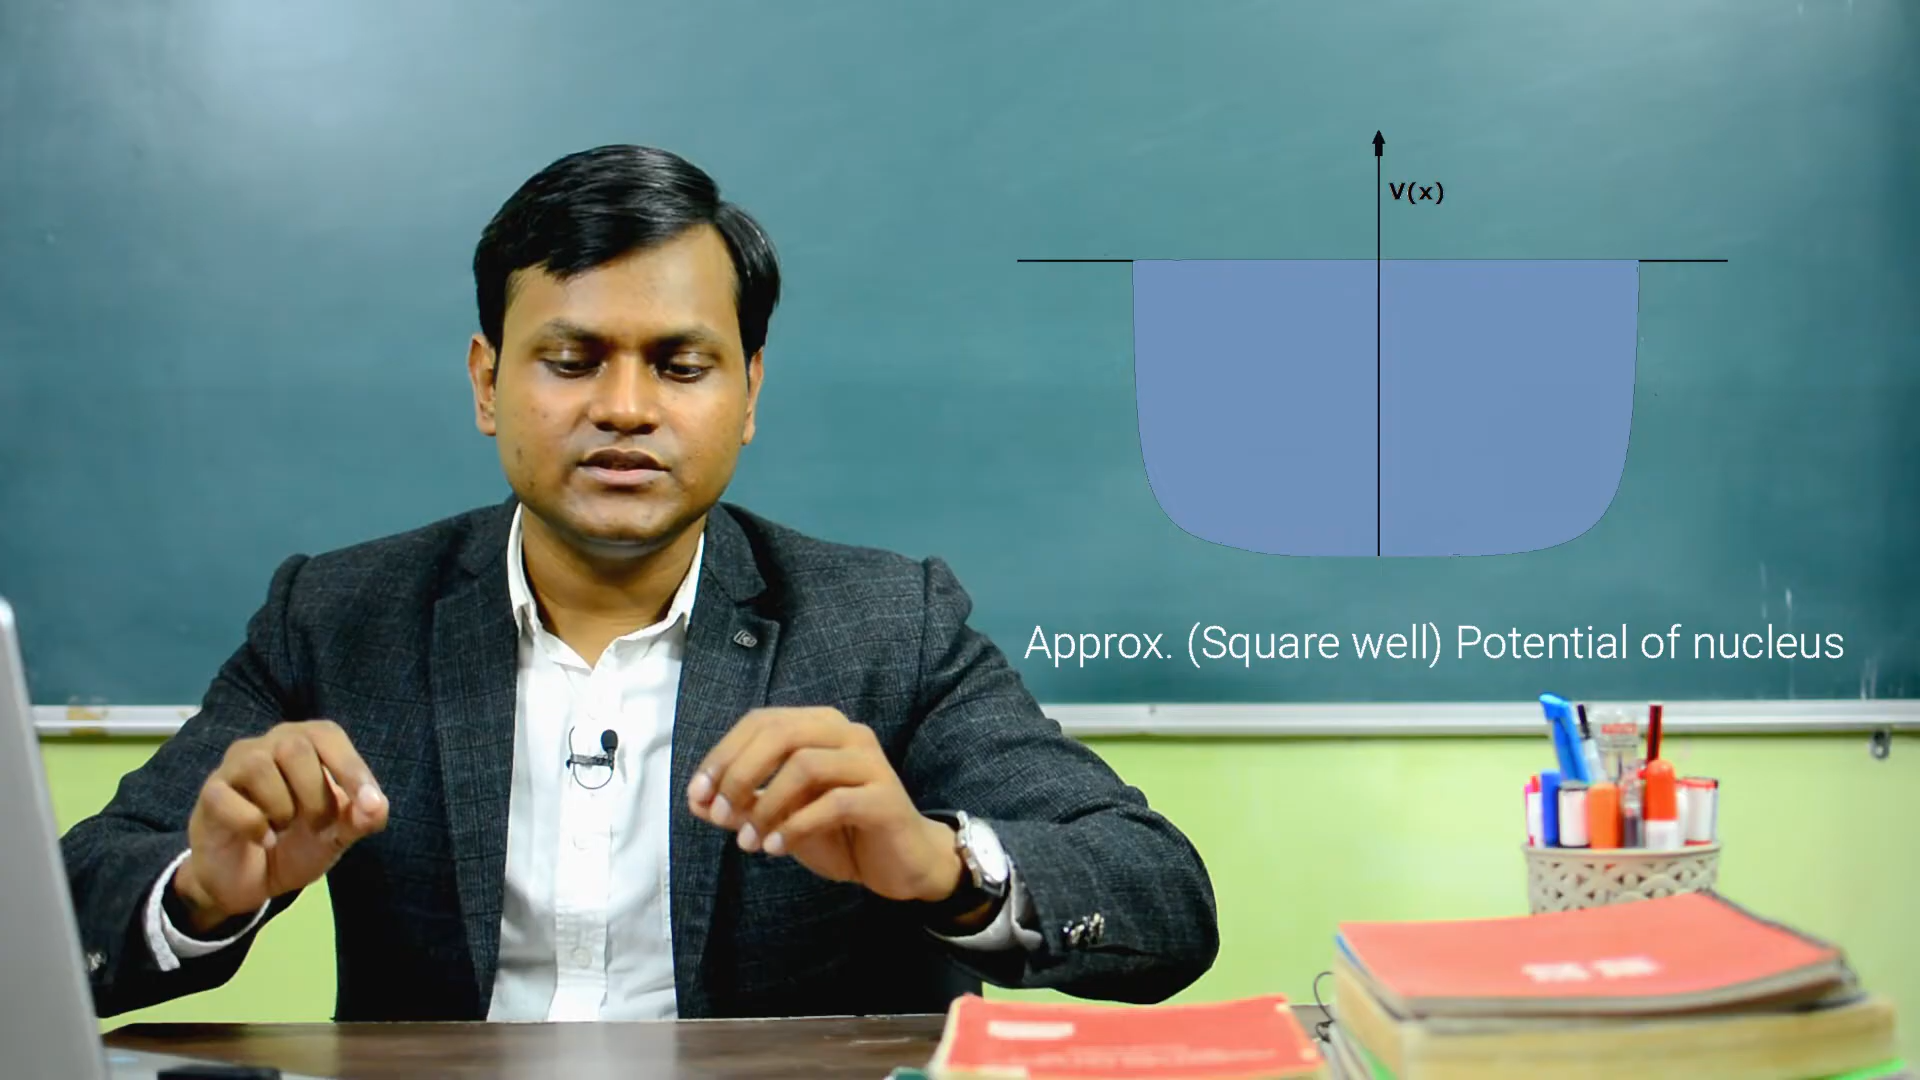 V(x)
Approx. (Square well) Potential of nucleus